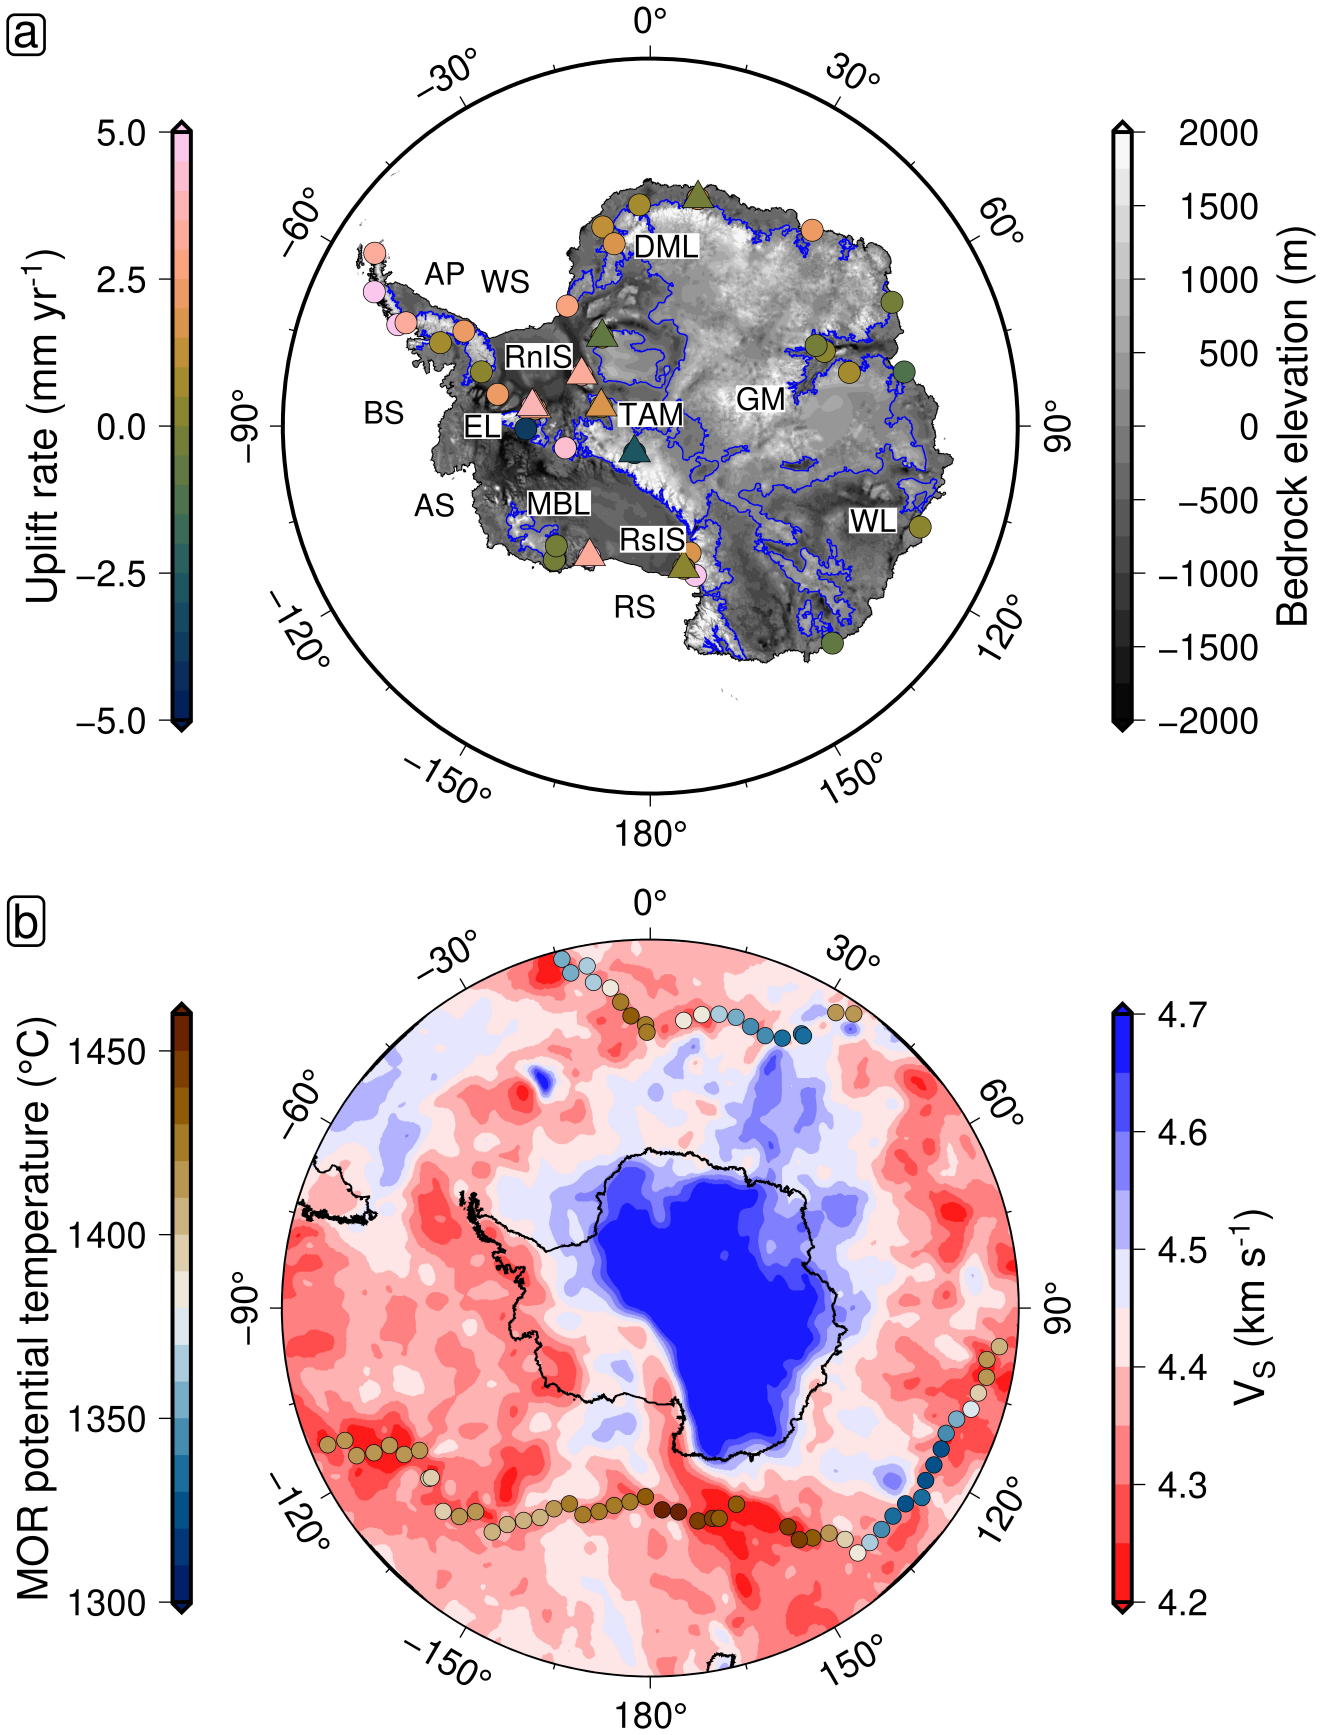 a
0°
30°
60°
90°
120°
150°
180°
−150°
−120°
−90°
−60°
−30°
5.0
2.5
0.0
−2.5
−5.0
Uplift rate (mm yr-1)
2000
1500
1000
500
0
−500
−1000
−1500
−2000
Bedrock elevation (m)
AP
WS
DML
RnIS
GM
BS
EL
TAM
AS
MBL
RsIS
WL
RS
b
0°
30°
60°
90°
120°
150°
180°
−150°
−120°
−90°
−60°
−30°
1450
1400
1350
1300
MOR potential temperature (°C)
4.7
4.6
4.5
4.4
4.3
4.2
VS (km s-1)